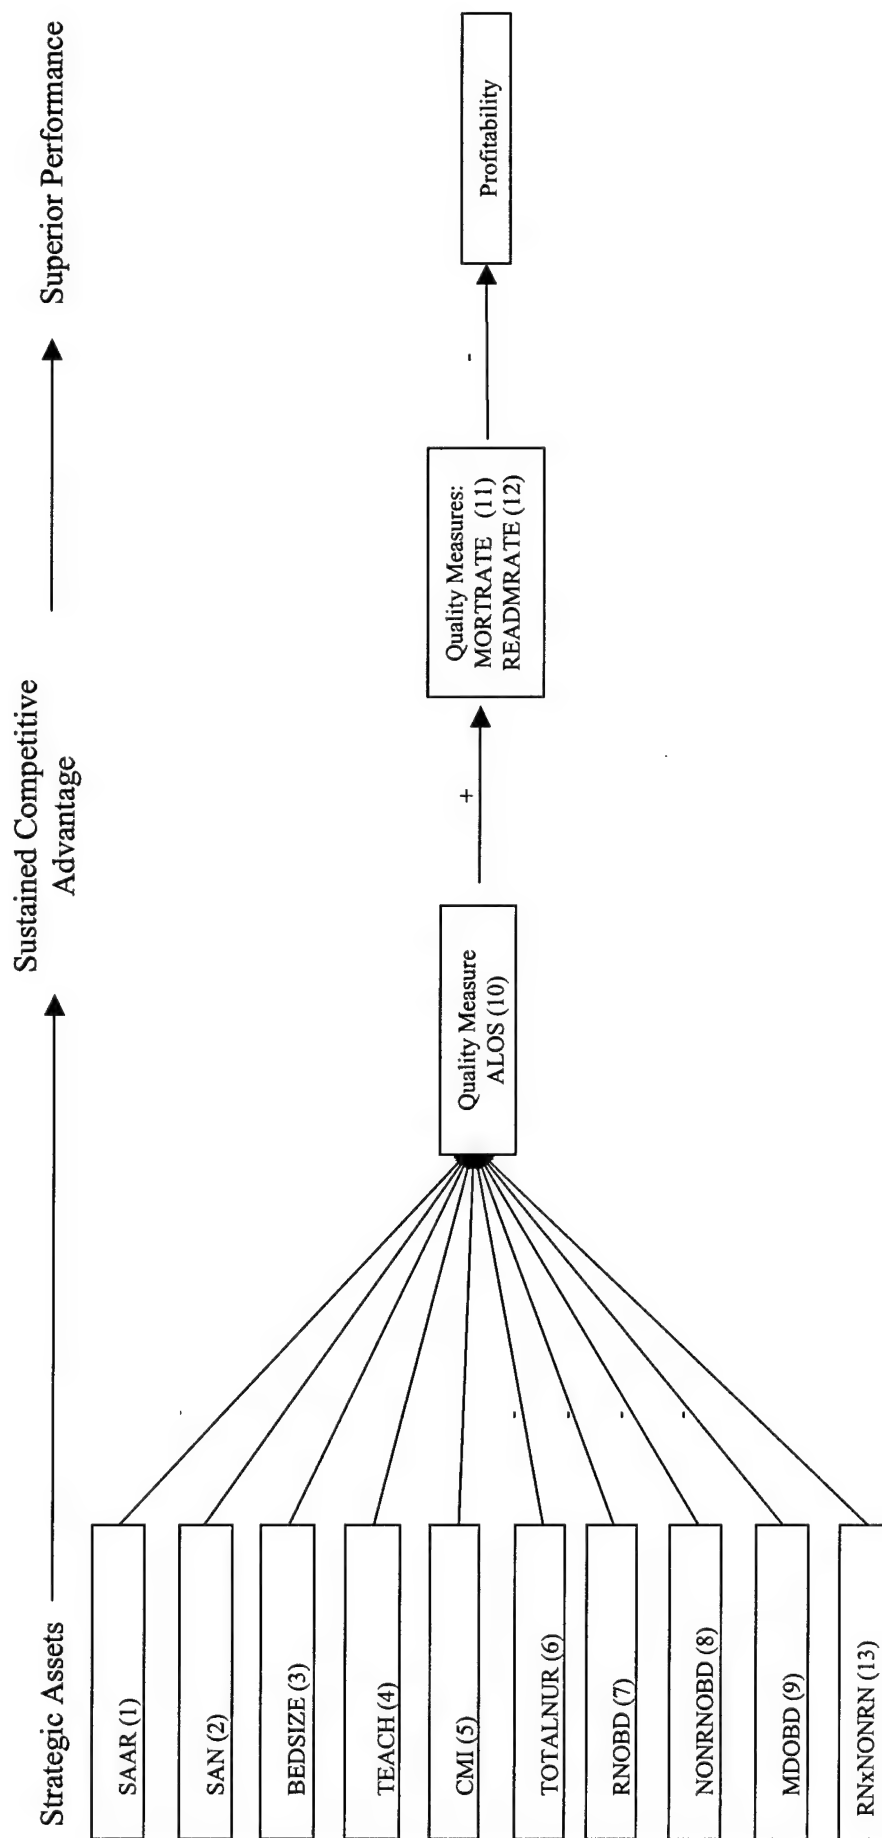 Strategic Assets
Sustained Competitive
Advantage
Superior Performance
SAAR (1)
SAN (2)
BEDSIZE (3)
TEACH (4)
CMI (5)
TOTALNUR (6)
RNOBD (7)
NONRNOBD (8)
MDOBD (9)
RNxNONRN (13)
-
-
-
-
Quality Measure
ALOS (10)
+
Quality Measures:
MORTRATE (11)
READMRATE (12)
-
Profitability